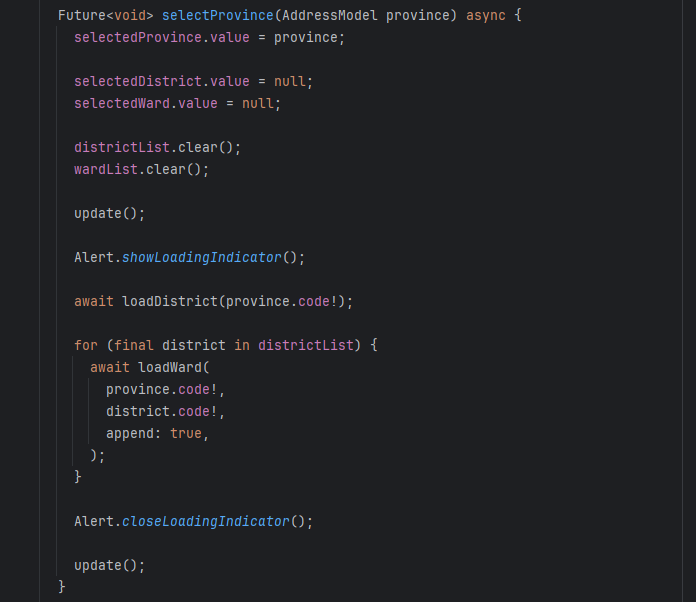 Future<void> selectProvince(AddressModel province) async {
selectedProvince.value = province;
selectedDistrict.value = null;
selectedWard.value = null;
districtList.clear();
wardList.clear();
update();
Alert.showLoadingIndicator();
await loadDistrict(province.code!);
for (final district in districtList) {
await loadWard(
province.code!,
district.code!,
append: true,
);
}
Alert.closeLoadingIndicator();
update();
}